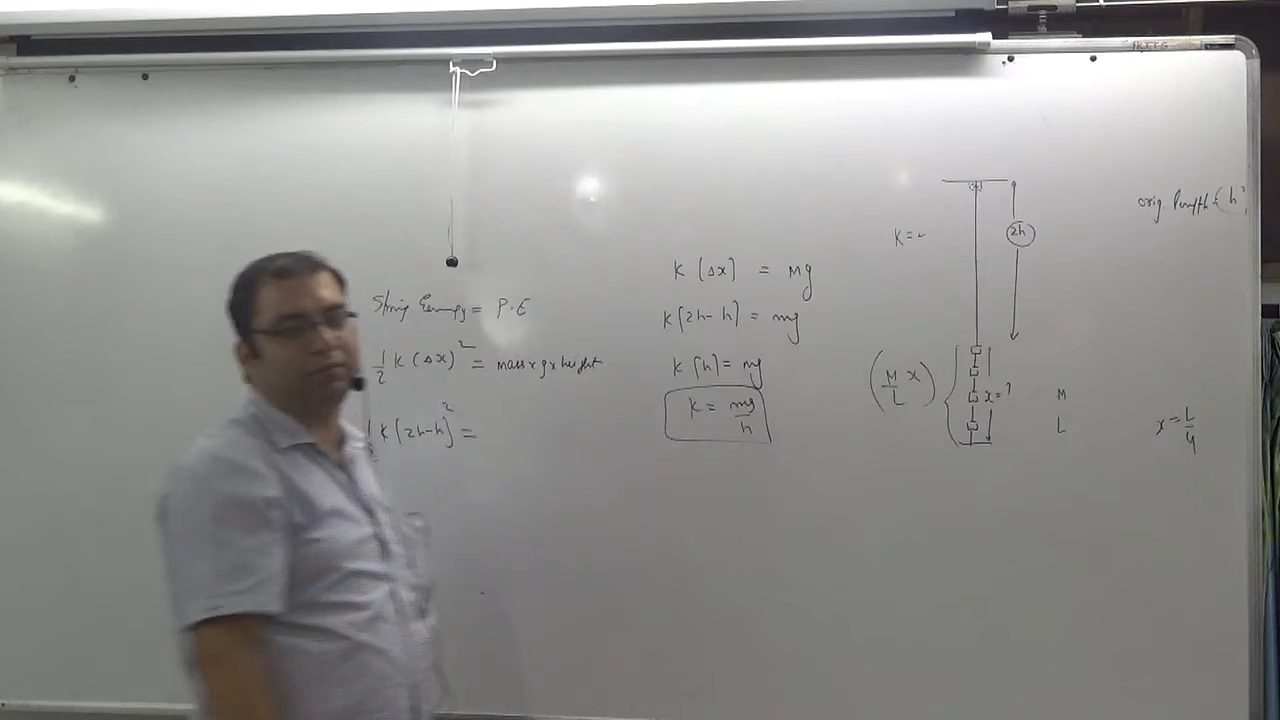 String Energy = P.E
1/2 K (Δx)² = mass x g x height
K (2h-h)² =
K (Δx) = Mg
K (2h-h) = mg
K (h) = mg
K = mg/h
K =
2h
(M/L x)
x = ?
M
L
orig. length h
x = L/4